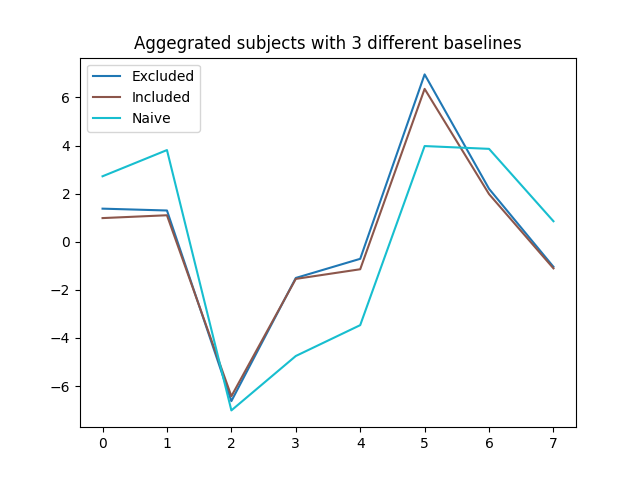 Aggegrated subjects with 3 different baselines
Excluded
Included
Naive
6
4
2
0
−2
−4
−6
0 1 2 3 4 5 6 7